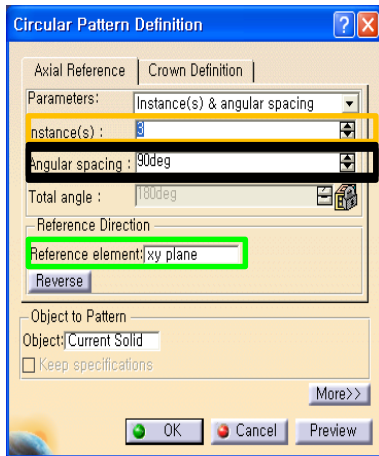 Circular Pattern Definition
Axial Reference Crown Definition
Parameters: Instance(s) & angular spacing
nstance(s) : 3
Angular spacing : 90deg
Total angle : 180deg
Reference Direction
Reference element: xy plane
Reverse
Object to Pattern
Object: Current Solid
Keep specifications
More>>
OK Cancel Preview